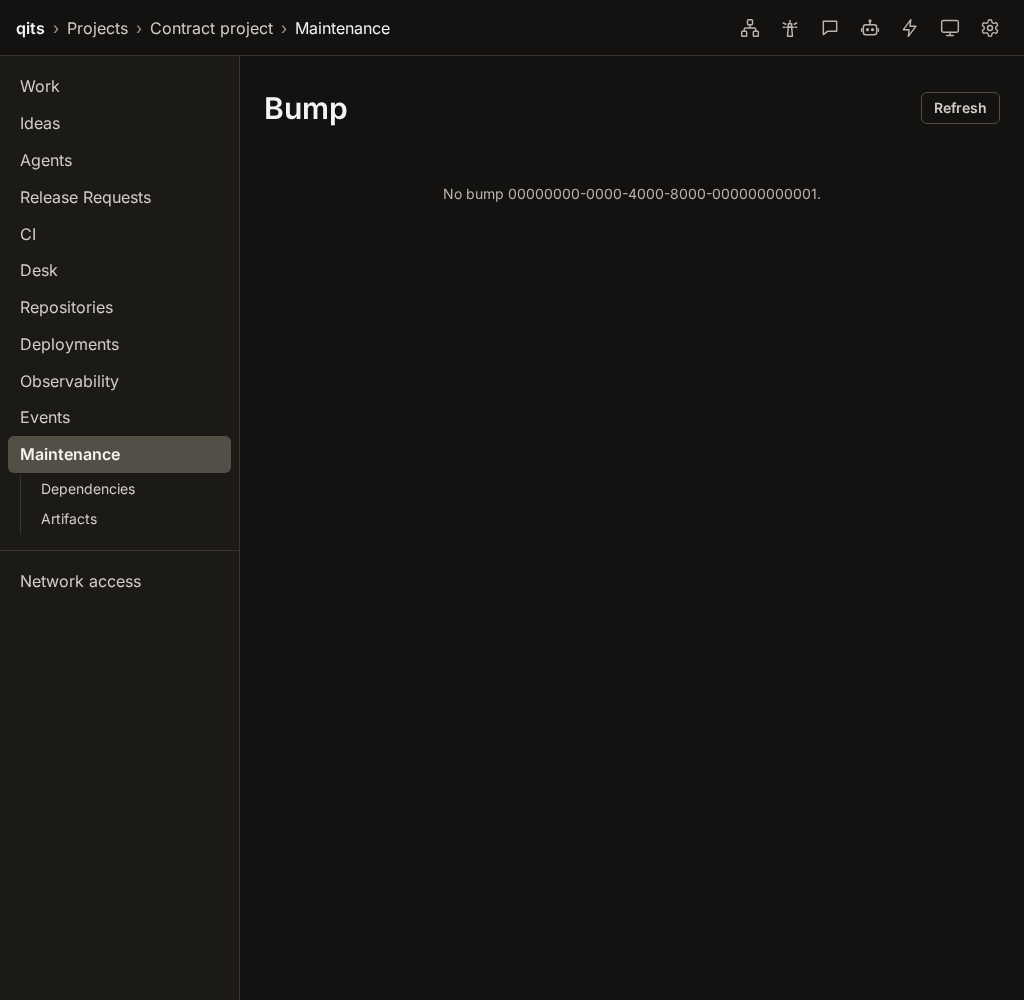 qits › Projects › Contract project › Maintenance
Work
Ideas
Agents
Release Requests
CI
Desk
Repositories
Deployments
Observability
Events
Maintenance
Dependencies
Artifacts
Network access
Bump
Refresh
No bump 00000000-0000-4000-8000-000000000001.